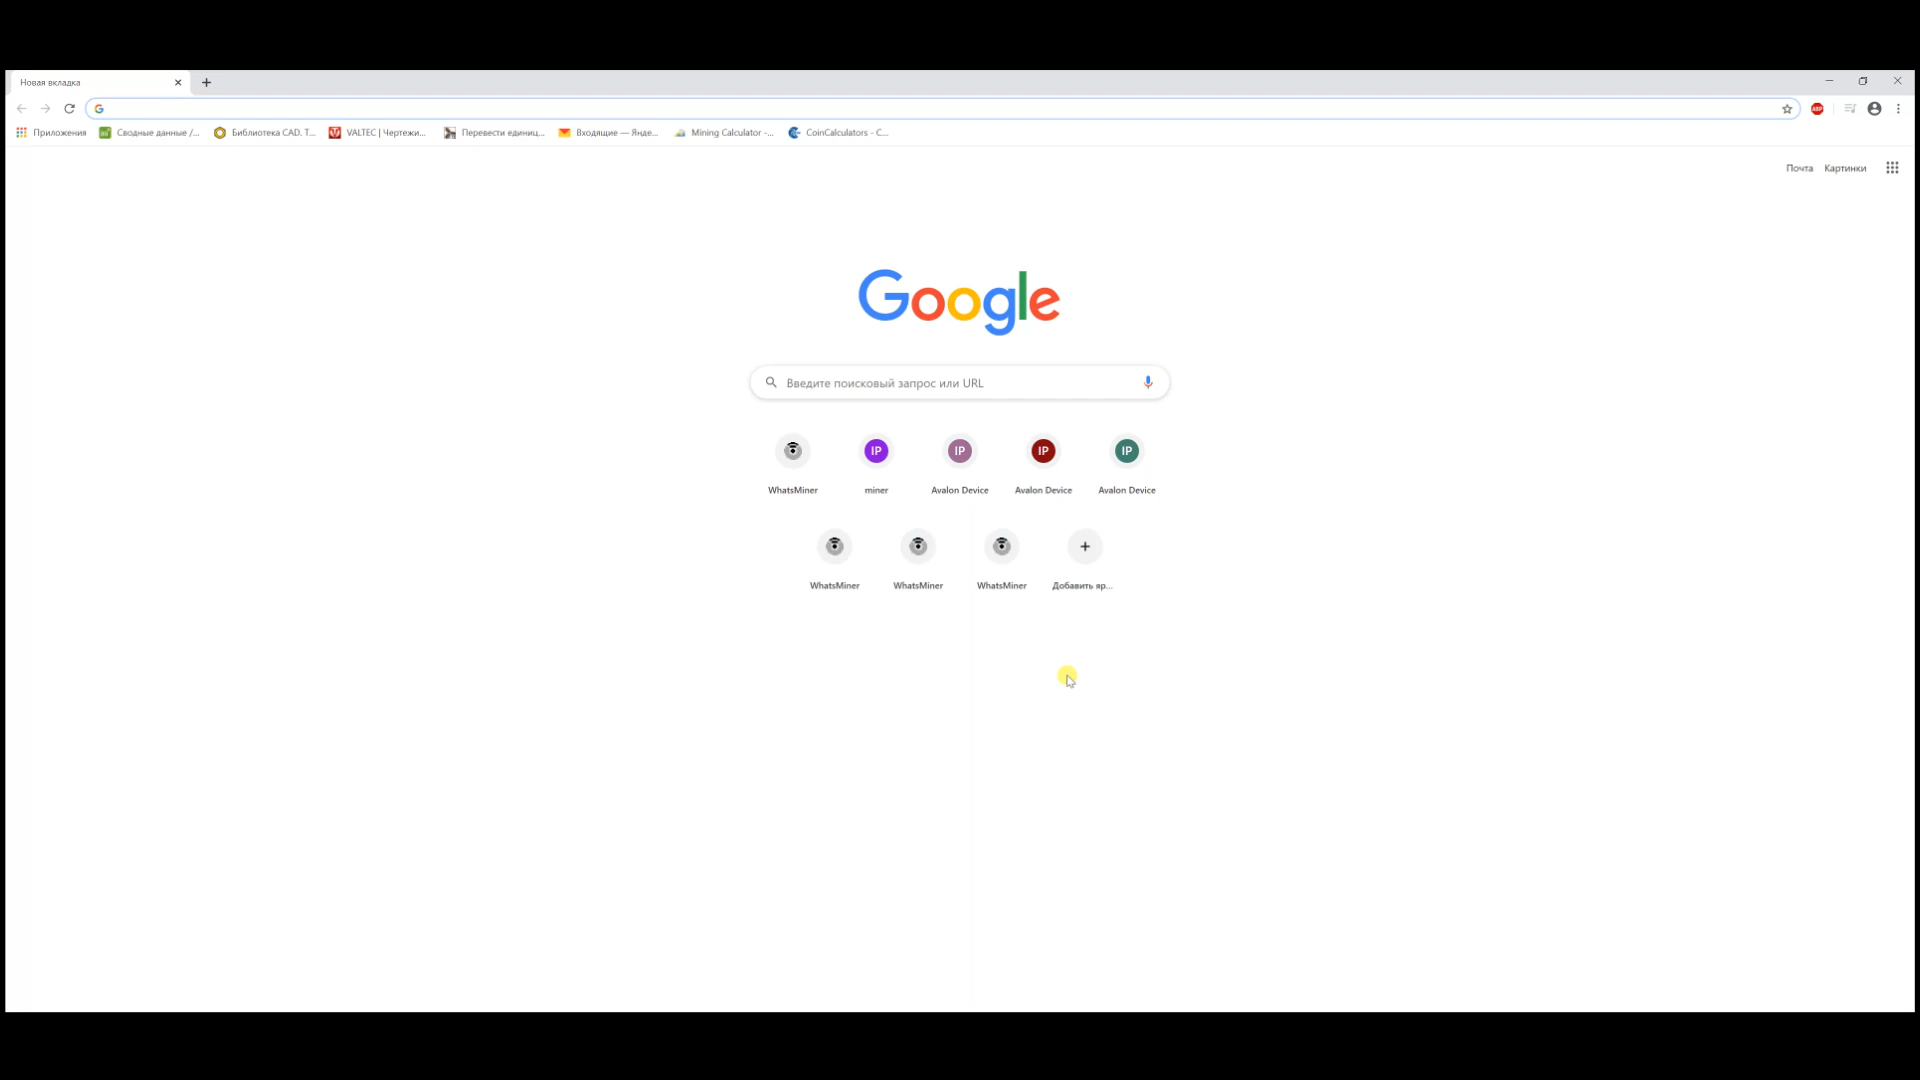 Новая вкладка
Приложения Сводные данные /... Библиотека CAD. Т... VALTEC | Чертежи... Перевести единиц... Входящие — Янде... Mining Calculator -... CoinCalculators - C...
Почта Картинки
Google
Введите поисковый запрос или URL
IP IP IP IP
WhatsMiner miner Avalon Device Avalon Device Avalon Device
WhatsMiner WhatsMiner WhatsMiner Добавить яр...